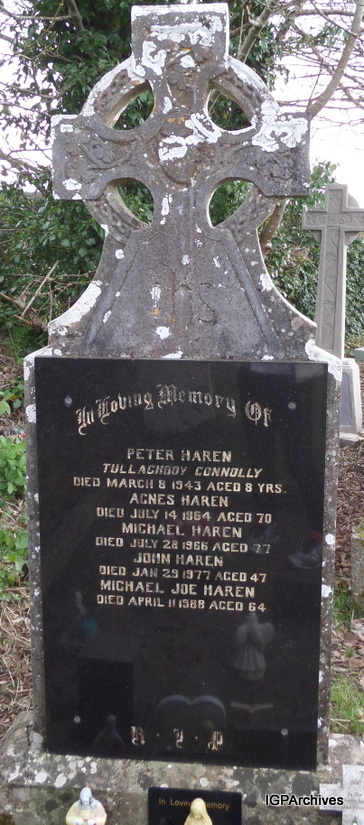 IHS
In Loving Memory Of
PETER HAREN
TULLAGHBOY CONNOLLY
DIED MARCH 8 1943 AGED 8 YRS.
AGNES HAREN
DIED JULY 14 1964 AGED 70
MICHAEL HAREN
DIED JULY 28 1966 AGED 77
JOHN HAREN
DIED JAN 29 1977 AGED 47
MICHAEL JOE HAREN
DIED APRIL 11 1988 AGED 64
R · I · P
In Loving Memory
IGPArchives